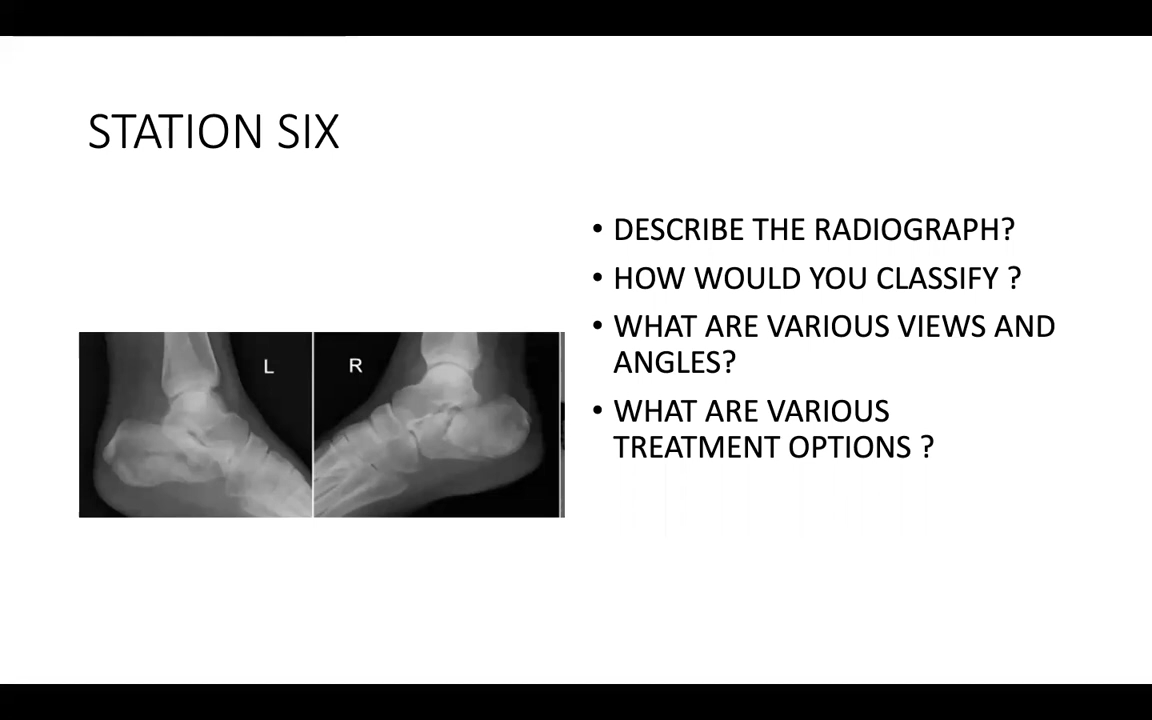 STATION SIX
• DESCRIBE THE RADIOGRAPH?
• HOW WOULD YOU CLASSIFY ?
• WHAT ARE VARIOUS VIEWS AND
ANGLES?
• WHAT ARE VARIOUS
TREATMENT OPTIONS ?
L
R